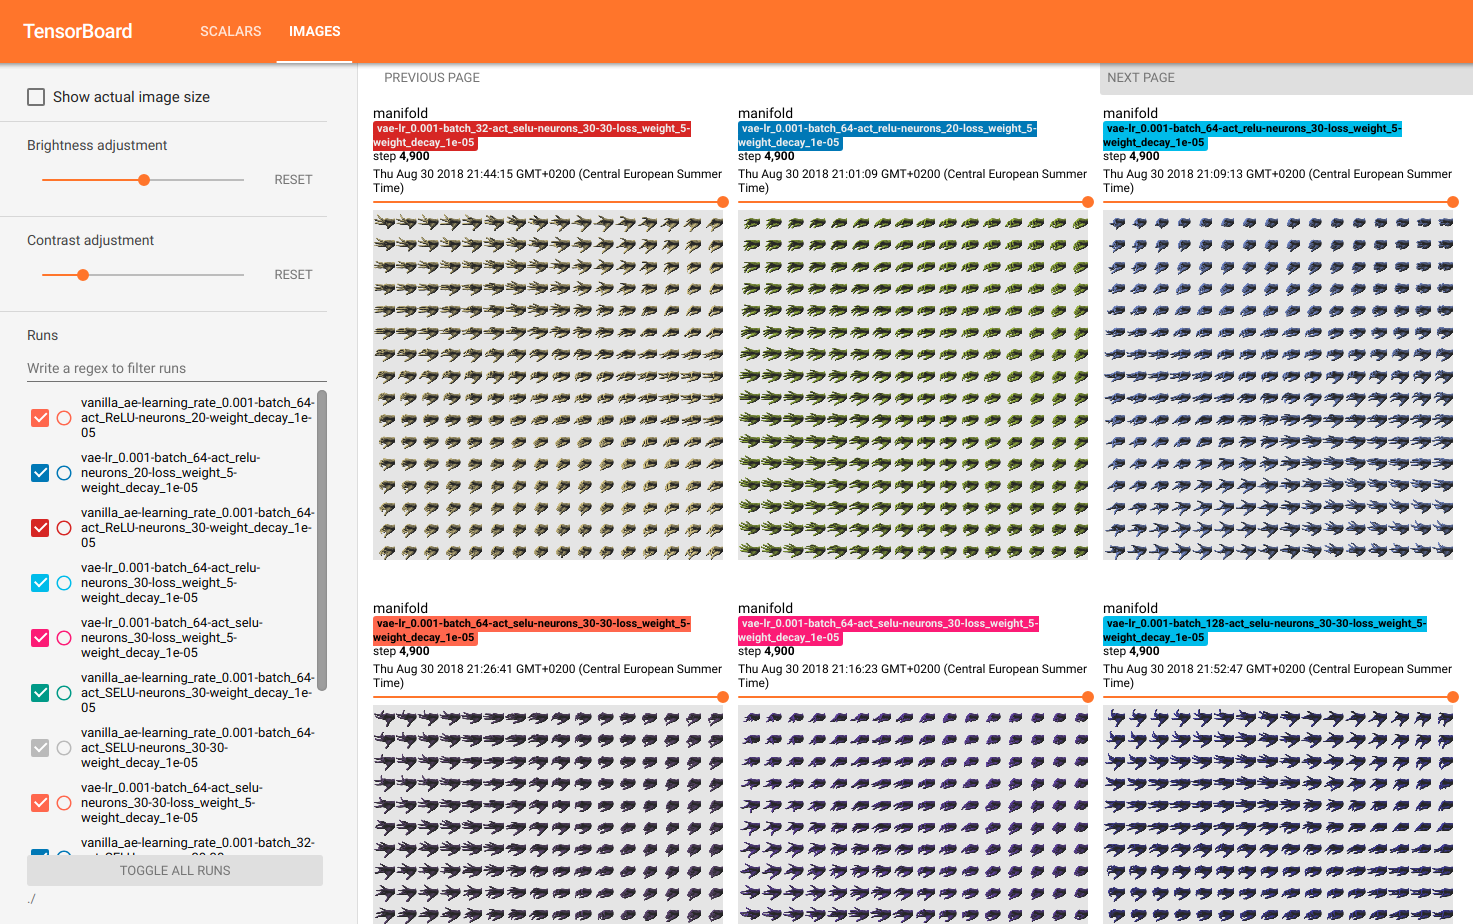 TensorBoard
SCALARS
IMAGES
Show actual image size
Brightness adjustment
RESET
Contrast adjustment
RESET
Runs
Write a regex to filter runs
vanilla_ae-learning_rate_0.001-batch_64-
act_ReLU-neurons_20-weight_decay_1e-
05
vae-lr_0.001-batch_64-act_relu-
neurons_20-loss_weight_5-
weight_decay_1e-05
vanilla_ae-learning_rate_0.001-batch_64-
act_ReLU-neurons_30-weight_decay_1e-
05
vae-lr_0.001-batch_64-act_relu-
neurons_30-loss_weight_5-
weight_decay_1e-05
vae-lr_0.001-batch_64-act_selu-
neurons_30-loss_weight_5-
weight_decay_1e-05
vanilla_ae-learning_rate_0.001-batch_64-
act_SELU-neurons_30-weight_decay_1e-
05
vanilla_ae-learning_rate_0.001-batch_64-
act_SELU-neurons_30-30-
weight_decay_1e-05
vae-lr_0.001-batch_64-act_selu-
neurons_30-30-loss_weight_5-
weight_decay_1e-05
vanilla_ae-learning_rate_0.001-batch_32-
TOGGLE ALL RUNS
./
PREVIOUS PAGE
NEXT PAGE
manifold
vae-lr_0.001-batch_32-act_selu-neurons_30-30-loss_weight_5-
weight_decay_1e-05
step 4,900
Thu Aug 30 2018 21:44:15 GMT+0200 (Central European Summer
Time)
manifold
vae-lr_0.001-batch_64-act_relu-neurons_20-loss_weight_5-
weight_decay_1e-05
step 4,900
Thu Aug 30 2018 21:01:09 GMT+0200 (Central European Summer
Time)
manifold
vae-lr_0.001-batch_64-act_relu-neurons_30-loss_weight_5-
weight_decay_1e-05
step 4,900
Thu Aug 30 2018 21:09:13 GMT+0200 (Central European Summer
Time)
manifold
vae-lr_0.001-batch_64-act_selu-neurons_30-30-loss_weight_5-
weight_decay_1e-05
step 4,900
Thu Aug 30 2018 21:26:41 GMT+0200 (Central European Summer
Time)
manifold
vae-lr_0.001-batch_64-act_selu-neurons_30-loss_weight_5-
weight_decay_1e-05
step 4,900
Thu Aug 30 2018 21:16:23 GMT+0200 (Central European Summer
Time)
manifold
vae-lr_0.001-batch_128-act_selu-neurons_30-30-loss_weight_5-
weight_decay_1e-05
step 4,900
Thu Aug 30 2018 21:52:47 GMT+0200 (Central European Summer
Time)